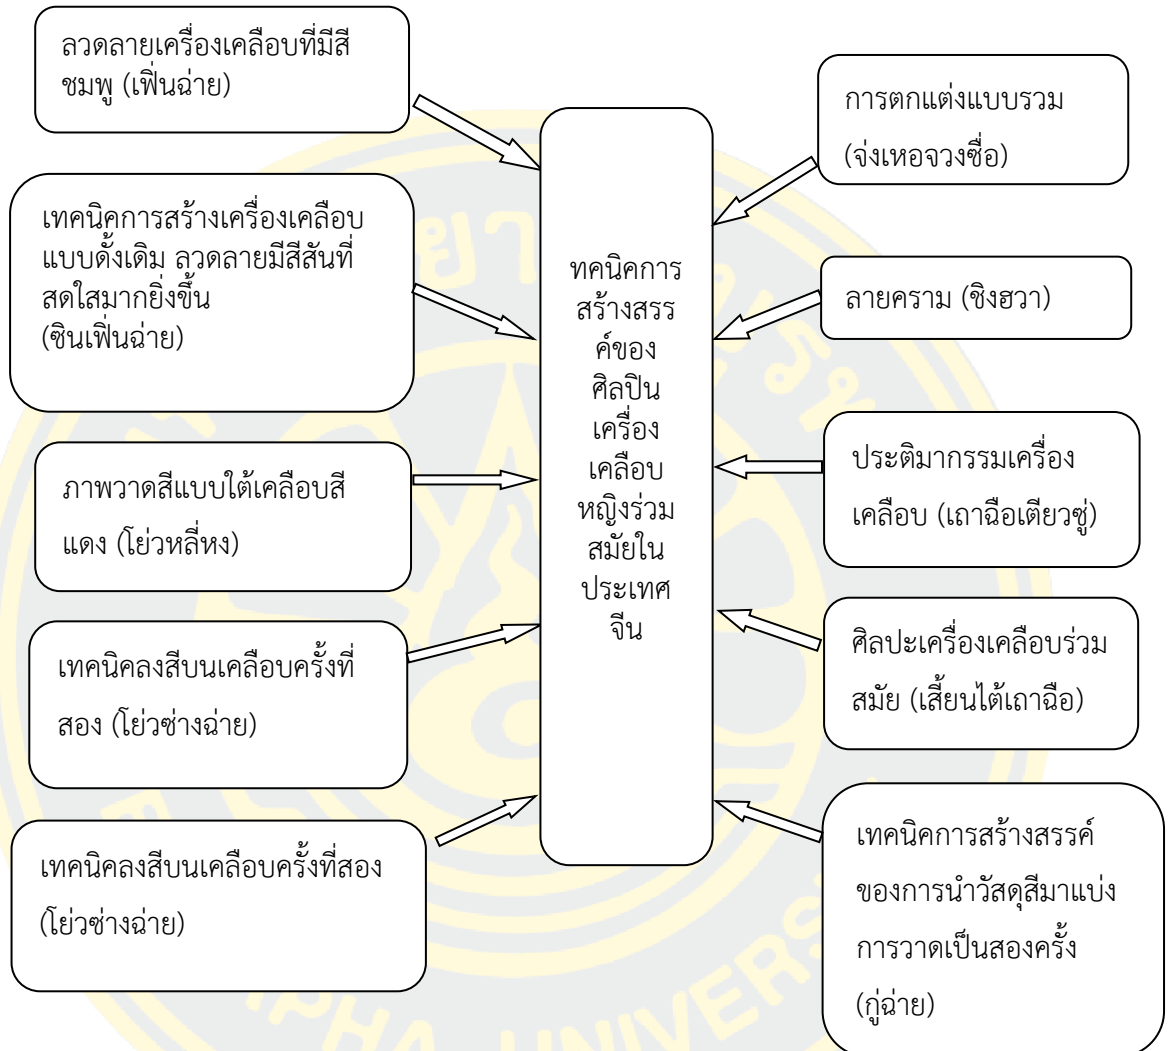 ลวดลายเครื่องเคลือบที่มีสี
ชมพู (เฟิ่นฉ่าย)
เทคนิคการสร้างเครื่องเคลือบ
แบบดั้งเดิม ลวดลายมีสีสันที่
สดใสมากยิ่งขึ้น
(ซินเฟิ่นฉ่าย)
ภาพวาดสีแบบใต้เคลือบสี
แดง (โย่วหลี่หง)
เทคนิคลงสีบนเคลือบครั้งที่
สอง (โย่วซ่างฉ่าย)
เทคนิคลงสีบนเคลือบครั้งที่สอง
(โย่วซ่างฉ่าย)
ทคนิคการ
สร้างสรร
ค์ของ
ศิลปิน
เครื่อง
เคลือบ
หญิงร่วม
สมัยใน
ประเทศ
จีน
การตกแต่งแบบรวม
(จ่งเหอจวงซื่อ)
ลายคราม (ชิงฮวา)
ประติมากรรมเครื่อง
เคลือบ (เถาฉือเตียวซู่)
ศิลปะเครื่องเคลือบร่วม
สมัย (เสี้ยนไต้เถาฉือ)
เทคนิคการสร้างสรรค์
ของการนำวัสดุสีมาแบ่ง
การวาดเป็นสองครั้ง
(กู่ฉ่าย)